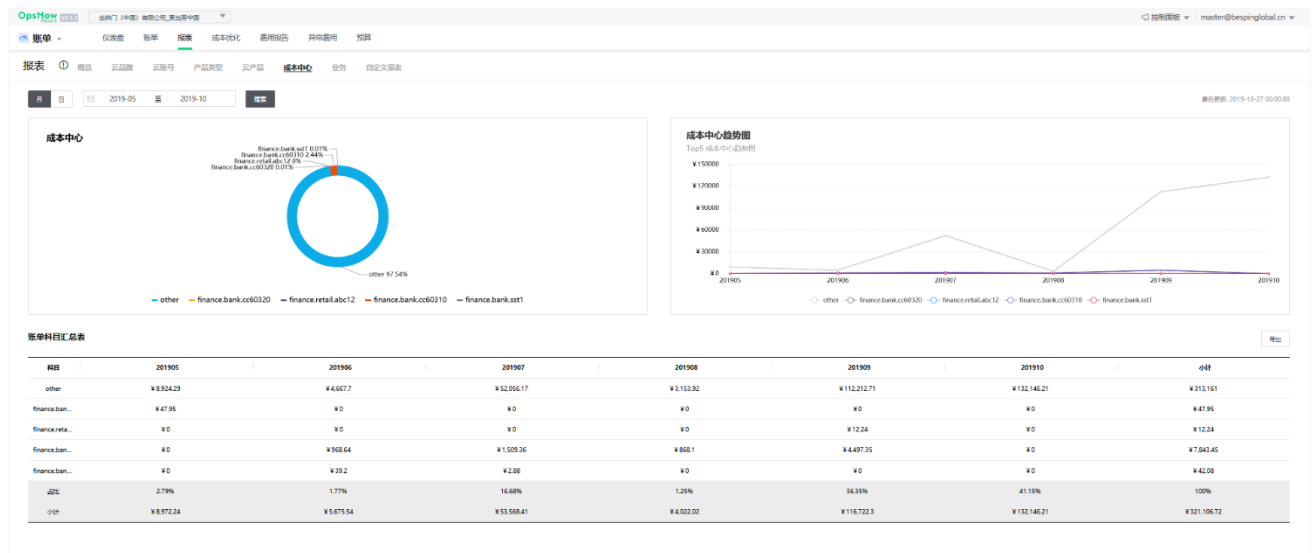 OpsNow
金拱门（中国）有限公司_麦当劳中国
控制面板 master@bespinglobal.cn
账单 仪表盘 账单 报表 成本优化 费用报告 异常费用 预算
报表 概览 云品牌 云账号 产品类型 云产品 成本中心 业务 自定义报表
月 日 2019-05 至 2019-10 搜索
最后更新: 2019-10-27 00:00:00
成本中心
finance.bank.sst1 0.01%
finance.bank.cc60310 2.44%
finance.retail.abc12 0%
finance.bank.cc60320 0.01%
other 97.54%
other finance.bank.cc60320 finance.retail.abc12 finance.bank.cc60310 finance.bank.sst1
成本中心趋势图
Top5 成本中心趋势图
¥150000
¥120000
¥90000
¥60000
¥30000
¥0
201905 201906 201907 201908 201909 201910
other finance.bank.cc60320 finance.retail.abc12 finance.bank.cc60310 finance.bank.sst1
账单科目汇总表
导出
科目 201905 201906 201907 201908 201909 201910 小计
other ¥8,924.29 ¥4,667.7 ¥52,056.17 ¥3,153.92 ¥112,212.71 ¥132,146.21 ¥313,161
finance.ban... ¥47.95 ¥0 ¥0 ¥0 ¥0 ¥0 ¥47.95
finance.reta... ¥0 ¥0 ¥0 ¥0 ¥12.24 ¥0 ¥12.24
finance.ban... ¥0 ¥968.64 ¥1,509.36 ¥868.1 ¥4,497.35 ¥0 ¥7,843.45
finance.ban... ¥0 ¥39.2 ¥2.88 ¥0 ¥0 ¥0 ¥42.08
占比 2.79% 1.77% 16.68% 1.25% 36.35% 41.15% 100%
小计 ¥8,972.24 ¥5,675.54 ¥53,568.41 ¥4,022.02 ¥116,722.3 ¥132,146.21 ¥321,106.72